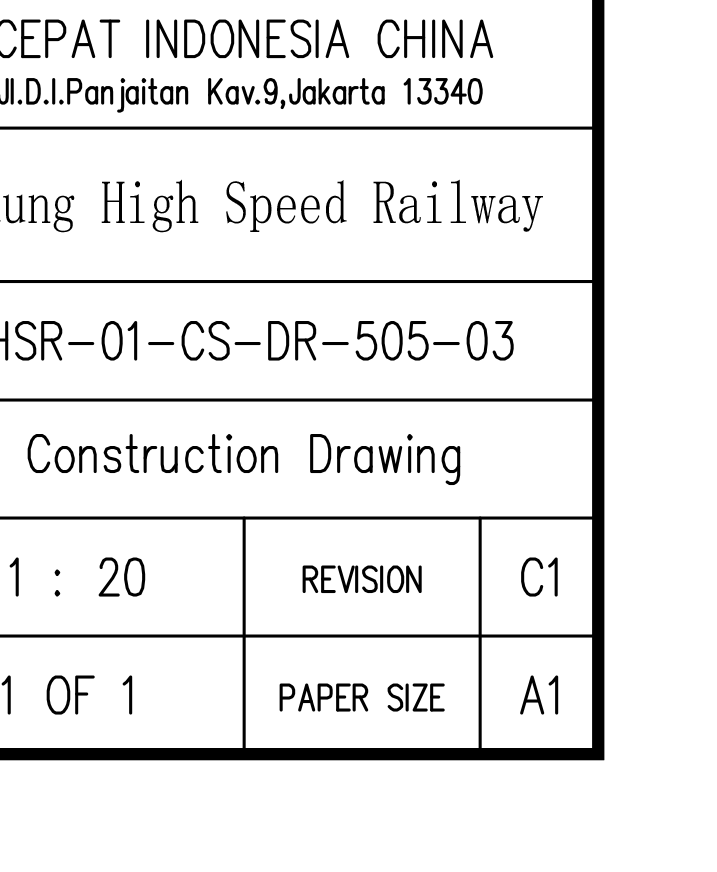 CEPAT INDONESIA CHINA
Jl.D.I.Panjaitan Kav.9,Jakarta 13340
ung High Speed Railway
HSR-01-CS-DR-505-03
Construction Drawing
1 : 20 REVISION C1
1 OF 1 PAPER SIZE A1